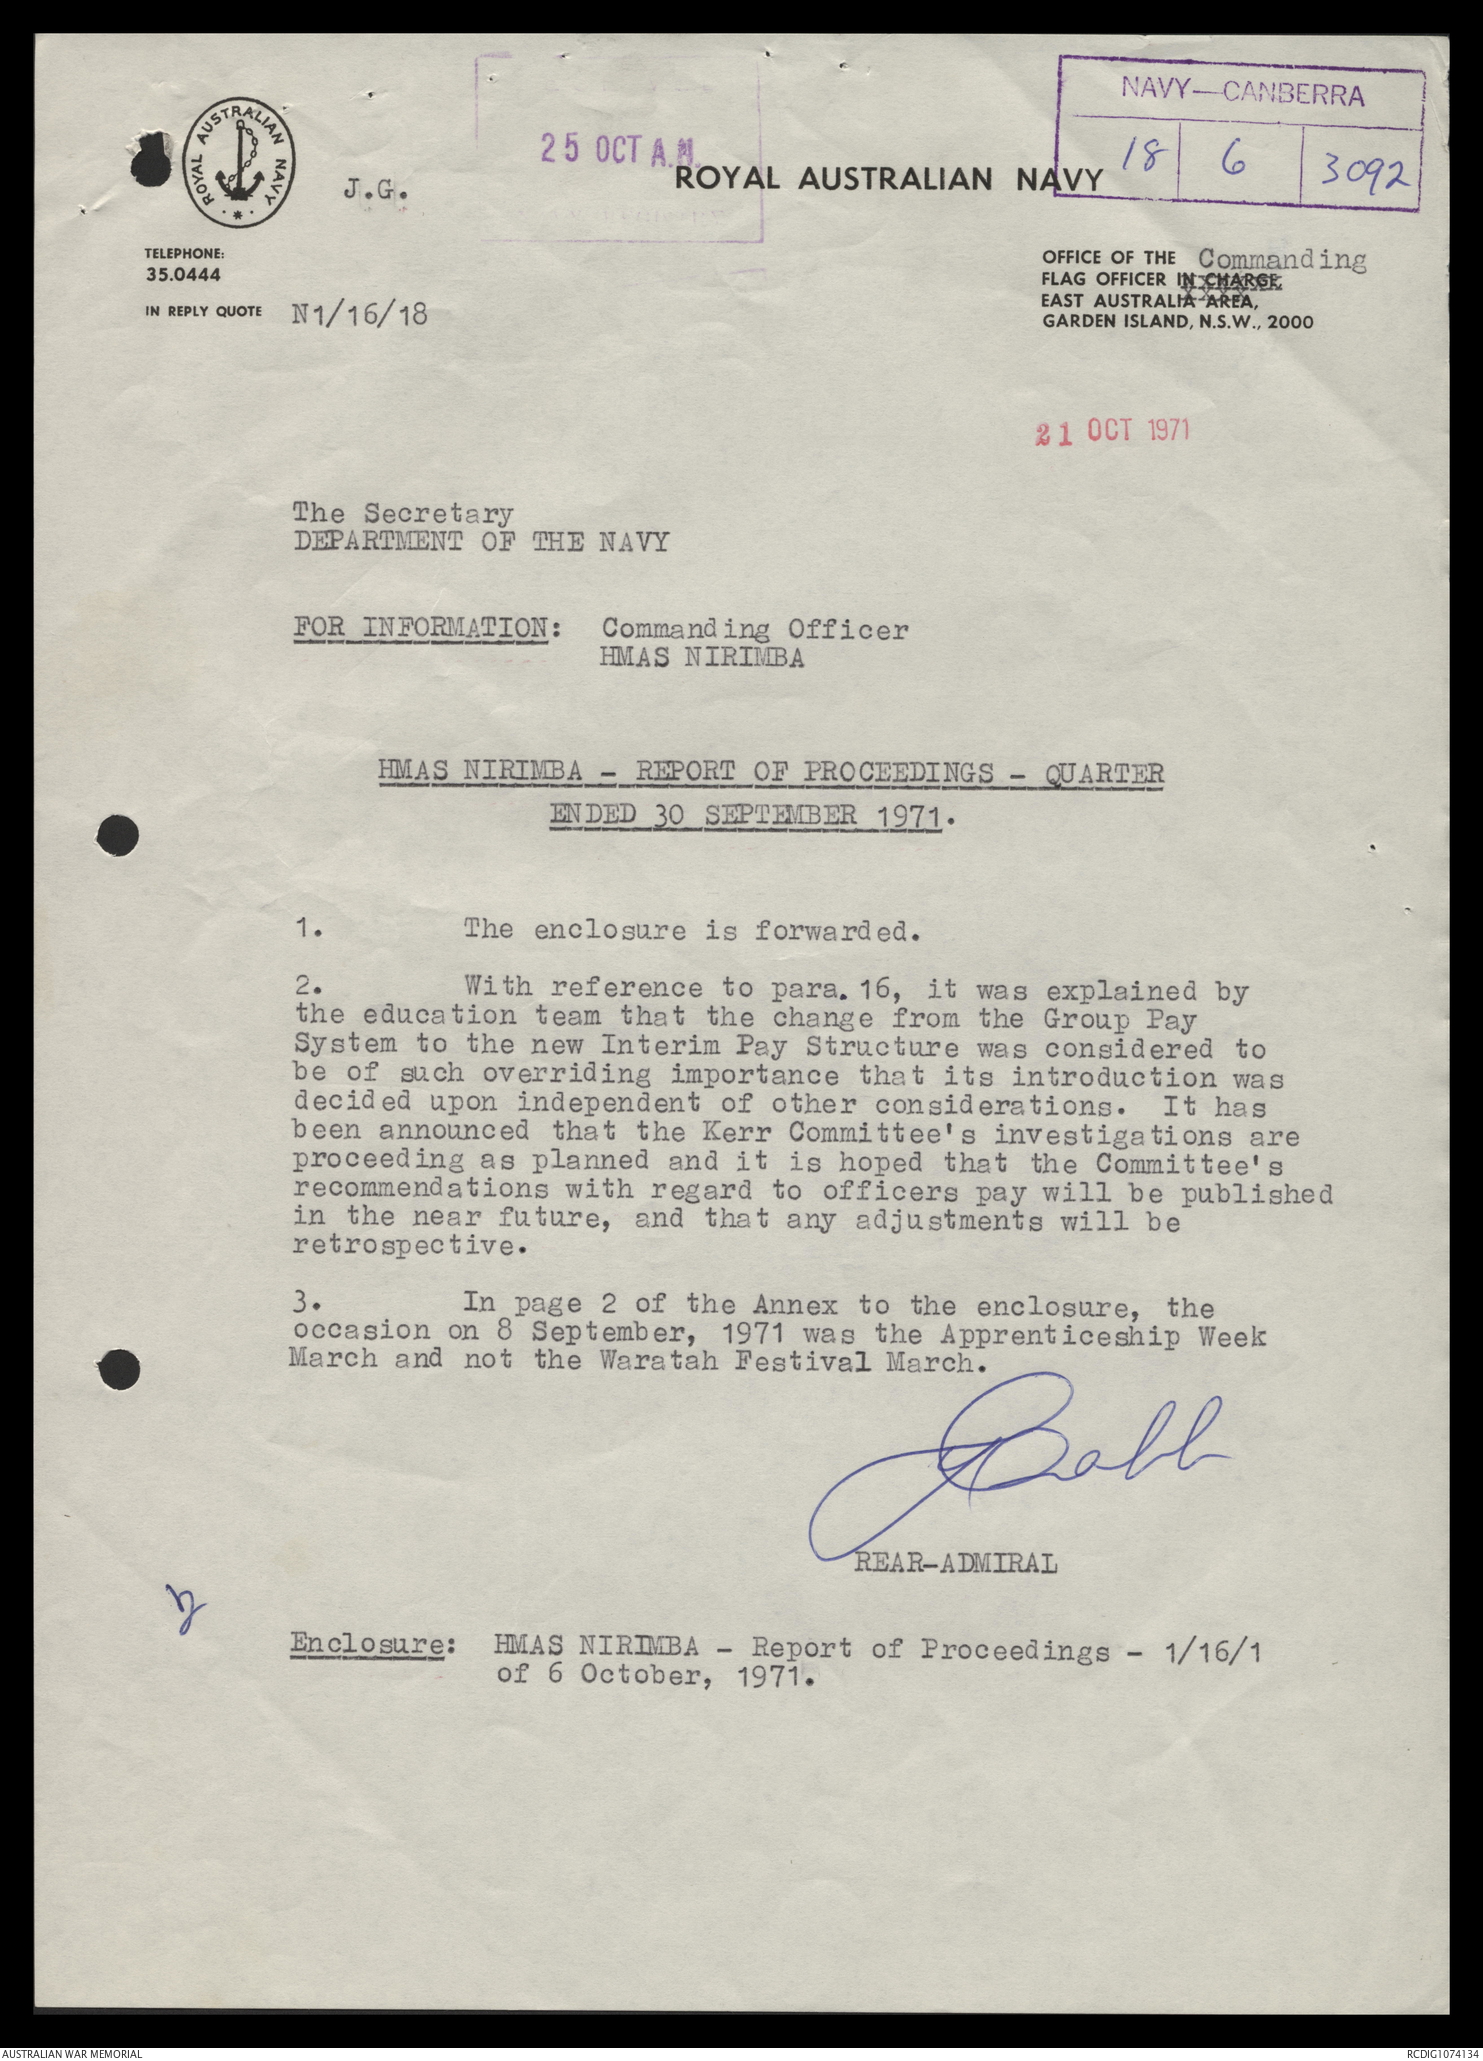 NAVY—CANBERRA
18 6 3092
25 OCT A.M.
ROYAL AUSTRALIAN NAVY
J.G.
ROYAL AUSTRALIAN NAVY
TELEPHONE:
35.0444
IN REPLY QUOTE N1/16/18
OFFICE OF THE Commanding
FLAG OFFICER IN CHARGE,
EAST AUSTRALIA AREA,
GARDEN ISLAND, N.S.W., 2000
21 OCT 1971
The Secretary
DEPARTMENT OF THE NAVY
FOR INFORMATION: Commanding Officer
HMAS NIRIMBA
HMAS NIRIMBA - REPORT OF PROCEEDINGS - QUARTER
ENDED 30 SEPTEMBER 1971.
1. The enclosure is forwarded.
2. With reference to para. 16, it was explained by
the education team that the change from the Group Pay
System to the new Interim Pay Structure was considered to
be of such overriding importance that its introduction was
decided upon independent of other considerations. It has
been announced that the Kerr Committee's investigations are
proceeding as planned and it is hoped that the Committee's
recommendations with regard to officers pay will be published
in the near future, and that any adjustments will be
retrospective.
3. In page 2 of the Annex to the enclosure, the
occasion on 8 September, 1971 was the Apprenticeship Week
March and not the Waratah Festival March.
REAR-ADMIRAL
Enclosure: HMAS NIRIMBA - Report of Proceedings - 1/16/1
of 6 October, 1971.
AUSTRALIAN WAR MEMORIAL
RCDIG1074134